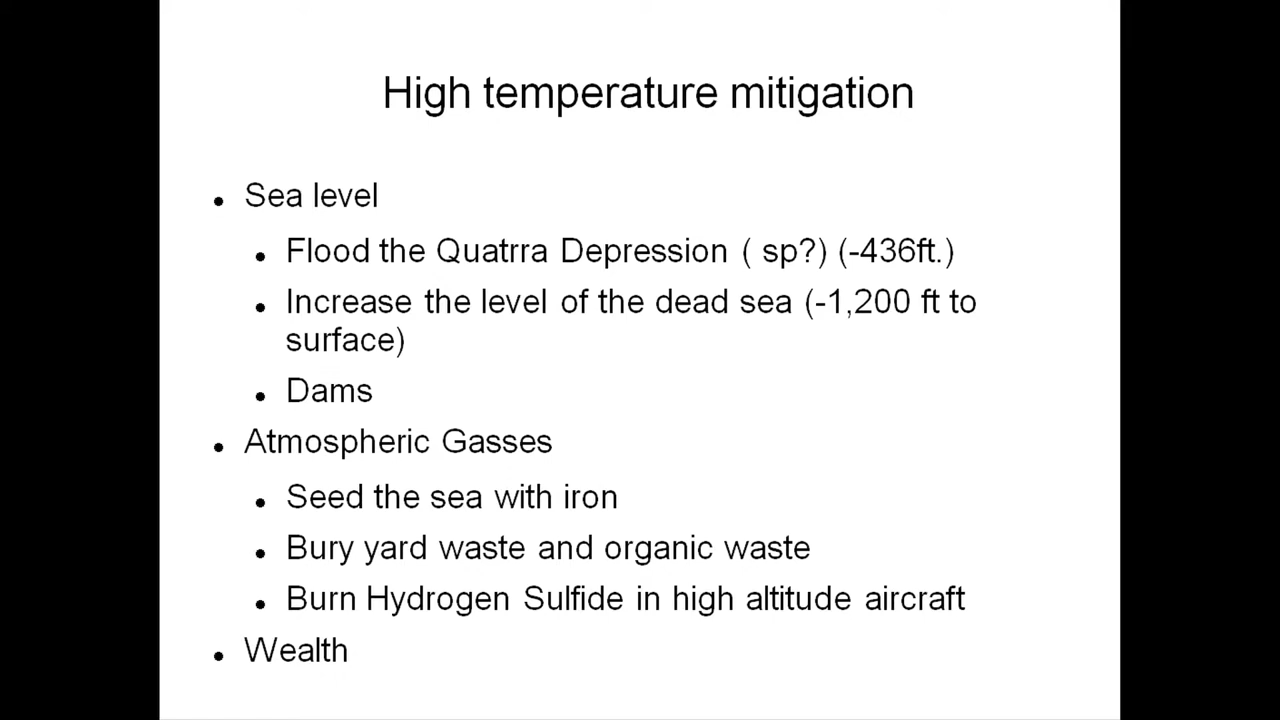 High temperature mitigation
Sea level
Flood the Quatrra Depression ( sp?) (-436ft.)
Increase the level of the dead sea (-1,200 ft to
surface)
Dams
Atmospheric Gasses
Seed the sea with iron
Bury yard waste and organic waste
Burn Hydrogen Sulfide in high altitude aircraft
Wealth